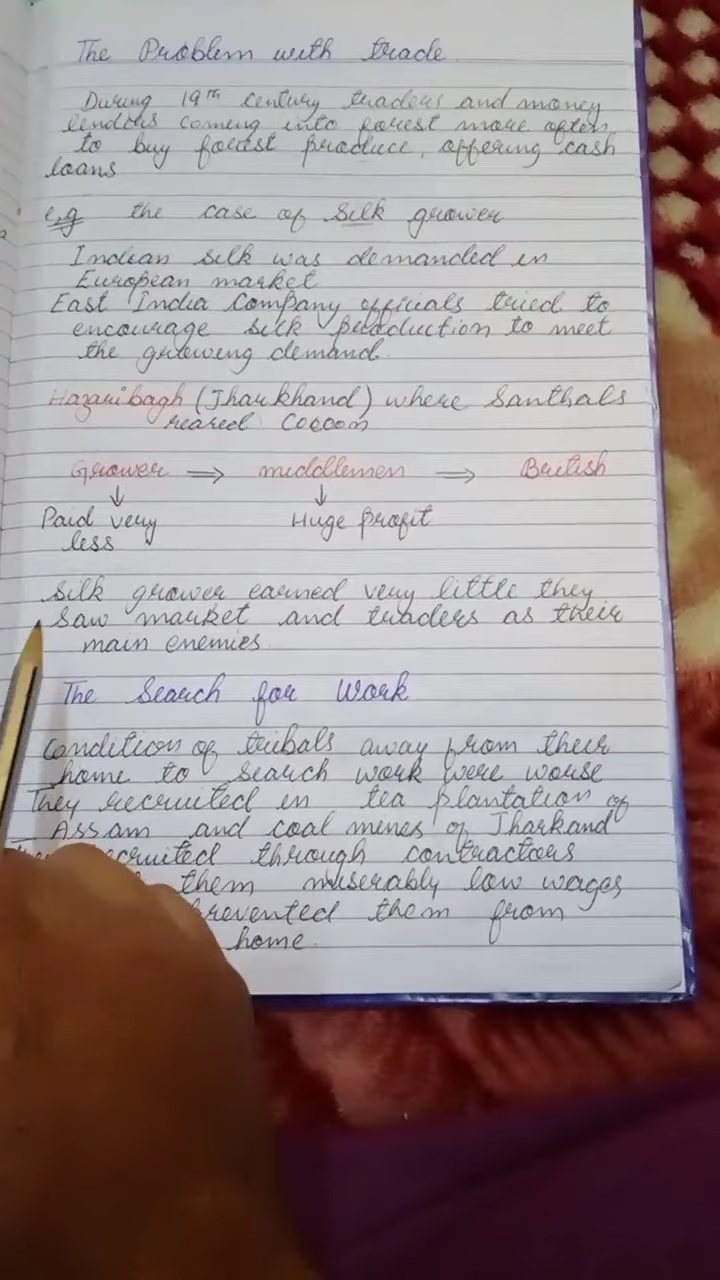 The Problem with trade
During 19th century traders and money
lenders coming into forest more often,
to buy forest produce, offering cash
loans
e.g the case of silk grower
Indian silk was demanded in
European market
East India Company officials tried to
encourage silk production to meet
the growing demand.
Hazaribagh (Jharkhand) where Santhals
reared cocoon
Grower ⇒ middlemen ⇒ British
↓ ↓
Paid very Huge profit
less
Silk grower earned very little they
saw market and traders as their
main enemies
The Search for Work
Condition of tribals away from their
home to search work were worse
They recruited in tea plantation of
Assam and coal mines of Jharkand
recruited through contractors
them miserably low wages
prevented them from
home.